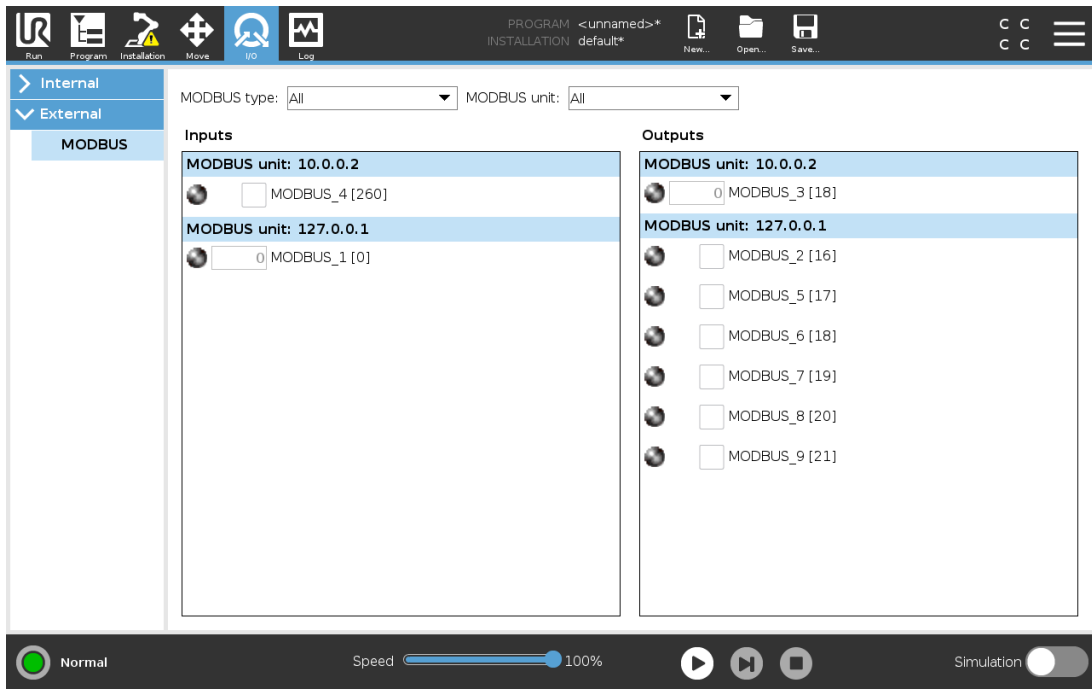 PROGRAM <unnamed>*
INSTALLATION default*
C C
C C
Run Program Installation Move I/O Log New... Open... Save...
Internal
External
MODBUS
MODBUS type: All MODBUS unit: All
Inputs
MODBUS unit: 10.0.0.2
MODBUS_4 [260]
MODBUS unit: 127.0.0.1
0 MODBUS_1 [0]
Outputs
MODBUS unit: 10.0.0.2
0 MODBUS_3 [18]
MODBUS unit: 127.0.0.1
MODBUS_2 [16]
MODBUS_5 [17]
MODBUS_6 [18]
MODBUS_7 [19]
MODBUS_8 [20]
MODBUS_9 [21]
Normal Speed 100% Simulation